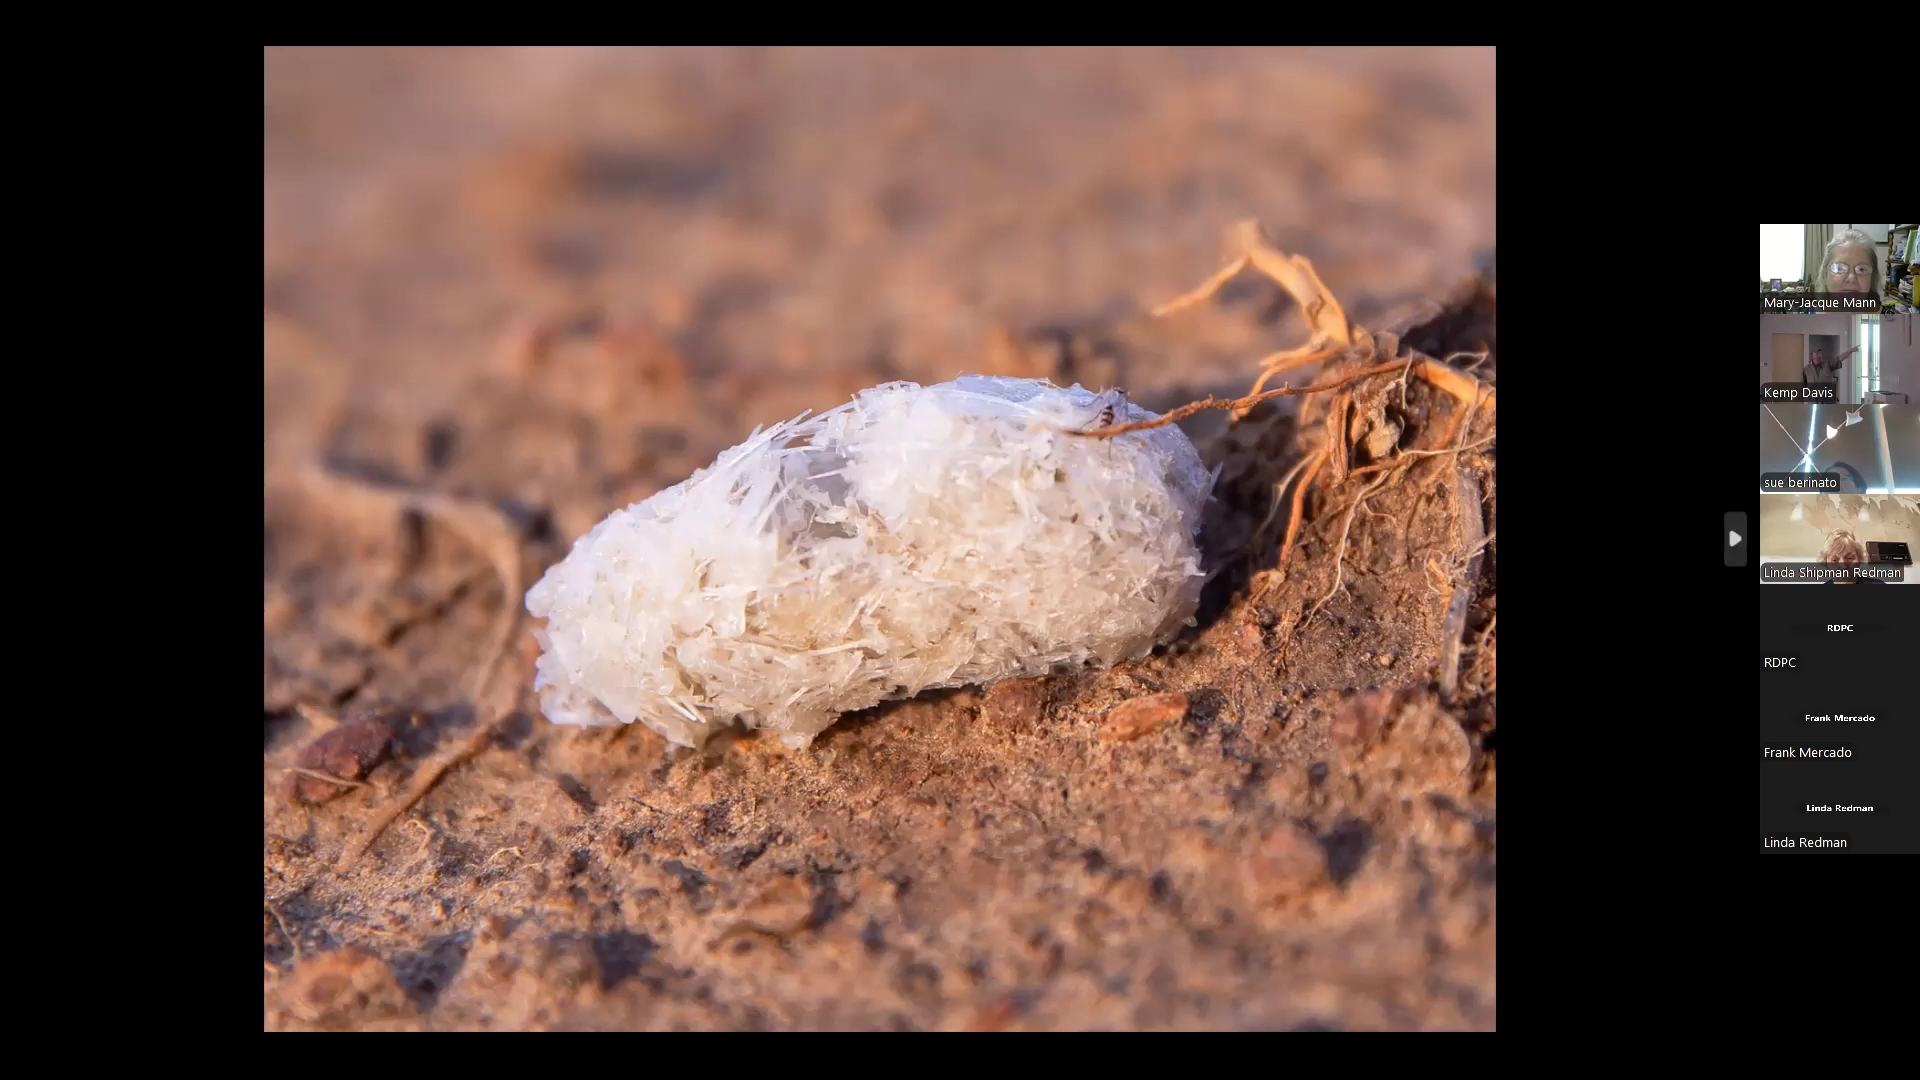 Mary-Jacque Mann
Kemp Davis
sue berinato
Linda Shipman Redman
RDPC
RDPC
Frank Mercado
Frank Mercado
Linda Redman
Linda Redman